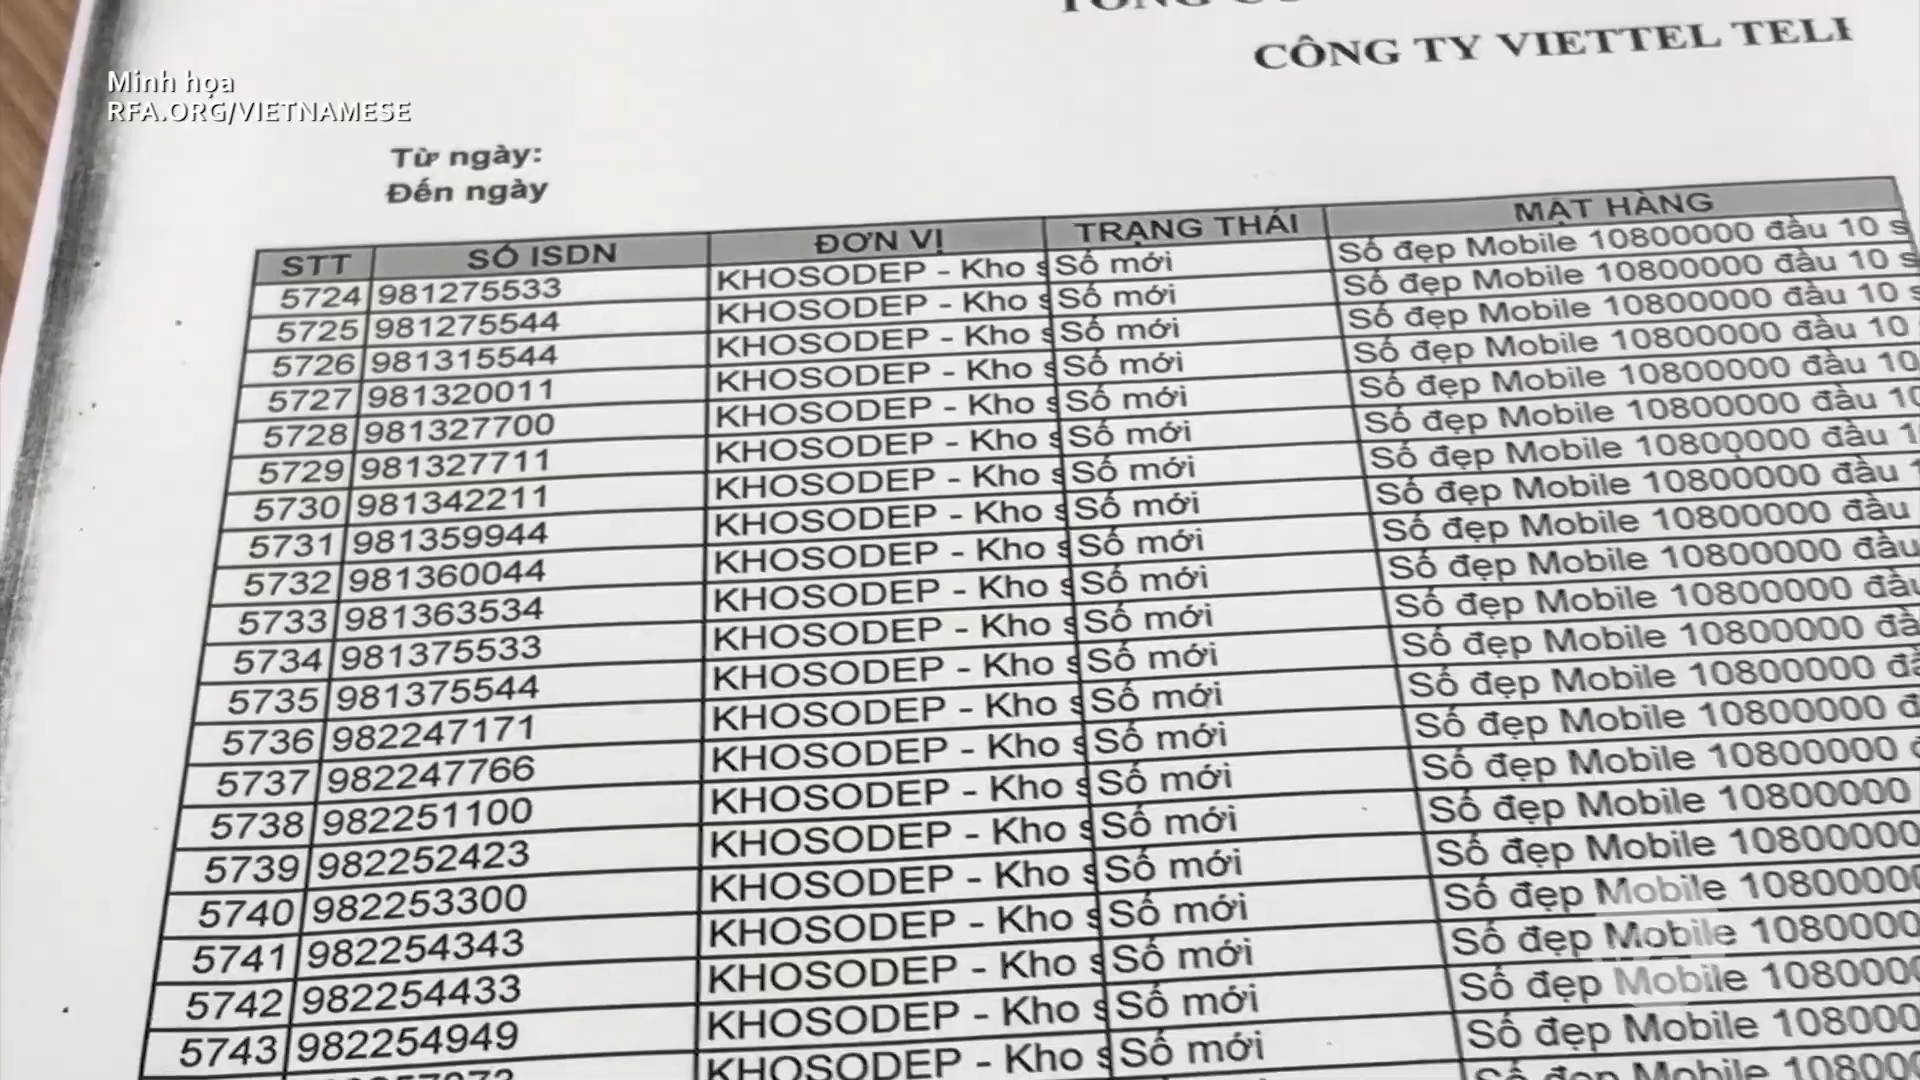 CÔNG TY VIETTEL
Minh họa
RFA.ORG/VIETNAMESE
Từ ngày:
Đến ngày
STT SỐ ISDN ĐƠN VỊ TRẠNG THÁI MẶT HÀNG
5724 981275533 KHOSODEP - Kho Số mới Số đẹp Mobile 10800000 đầu 10
5725 981275544 KHOSODEP - Kho Số mới Số đẹp Mobile 10800000 đầu 10
5726 981315544 KHOSODEP - Kho Số mới Số đẹp Mobile 10800000 đầu 10
5727 981320011 KHOSODEP - Kho Số mới Số đẹp Mobile 10800000 đầu 10
5728 981327700 KHOSODEP - Kho Số mới Số đẹp Mobile 10800000 đầu 10
5729 981327711 KHOSODEP - Kho Số mới Số đẹp Mobile 10800000 đầu
5730 981342211 KHOSODEP - Kho Số mới Số đẹp Mobile 10800000 đầu
5731 981359944 KHOSODEP - Kho Số mới Số đẹp Mobile 10800000 đầu
5732 981360044 KHOSODEP - Kho Số mới Số đẹp Mobile 10800000 đầu
5733 981363534 KHOSODEP - Kho Số mới Số đẹp Mobile 10800000 đầu
5734 981375533 KHOSODEP - Kho Số mới Số đẹp Mobile 10800000 đầu
5735 981375544 KHOSODEP - Kho Số mới Số đẹp Mobile 10800000
5736 982247171 KHOSODEP - Kho Số mới Số đẹp Mobile 10800000
5737 982247766 KHOSODEP - Kho Số mới Số đẹp Mobile 10800000
5738 982251100 KHOSODEP - Kho Số mới Số đẹp Mobile 10800000
5739 982252423 KHOSODEP - Kho Số mới Số đẹp Mobile
5740 982253300 KHOSODEP - Kho Số mới Số đẹp Mobile
5741 982254343 KHOSODEP - Kho Số mới Số đẹp Mobile
5742 982254433 KHOSODEP - Kho Số mới Số đẹp Mobile
5743 982254949 KHOSODEP - Kho Số mới Số đẹp Mobile